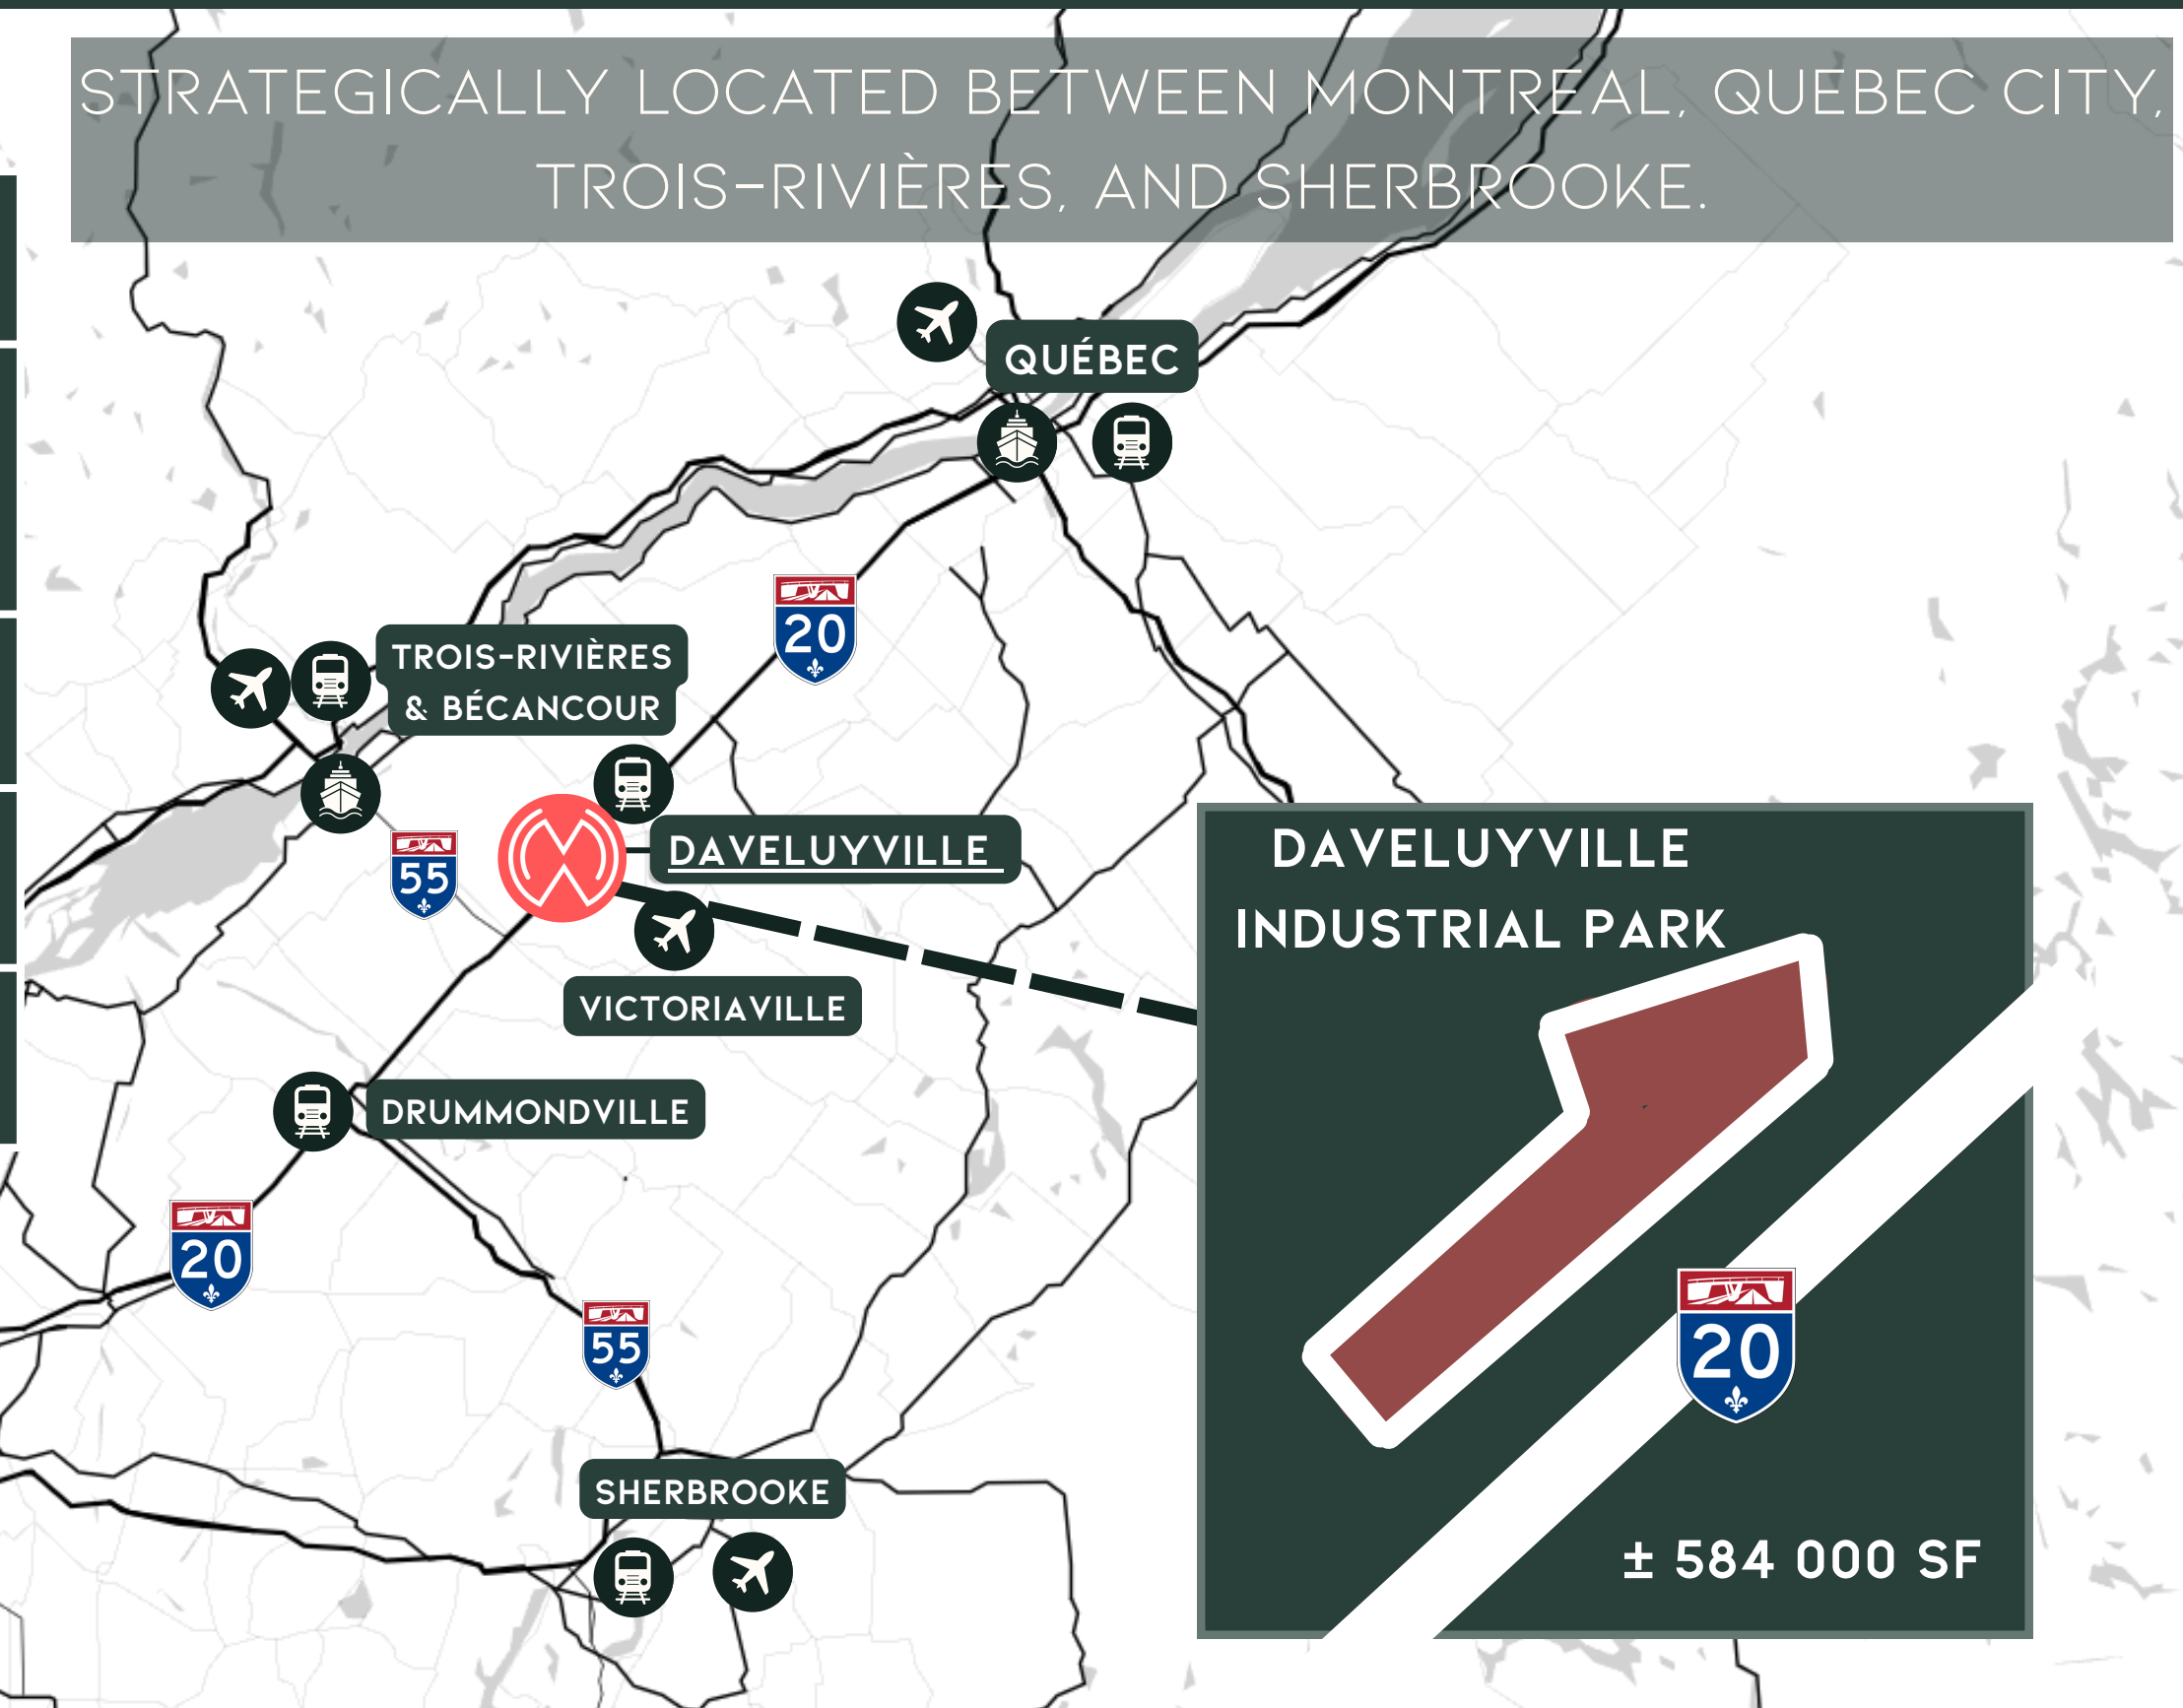 STRATEGICALLY LOCATED BETWEEN MONTREAL, QUEBEC CITY,
TROIS-RIVIÈRES, AND SHERBROOKE.
QUÉBEC
20
TROIS-RIVIÈRES
& BÉCANCOUR
55
DAVELUYVILLE
VICTORIAVILLE
DRUMMONDVILLE
20
55
SHERBROOKE
DAVELUYVILLE
INDUSTRIAL PARK
20
± 584 000 SF